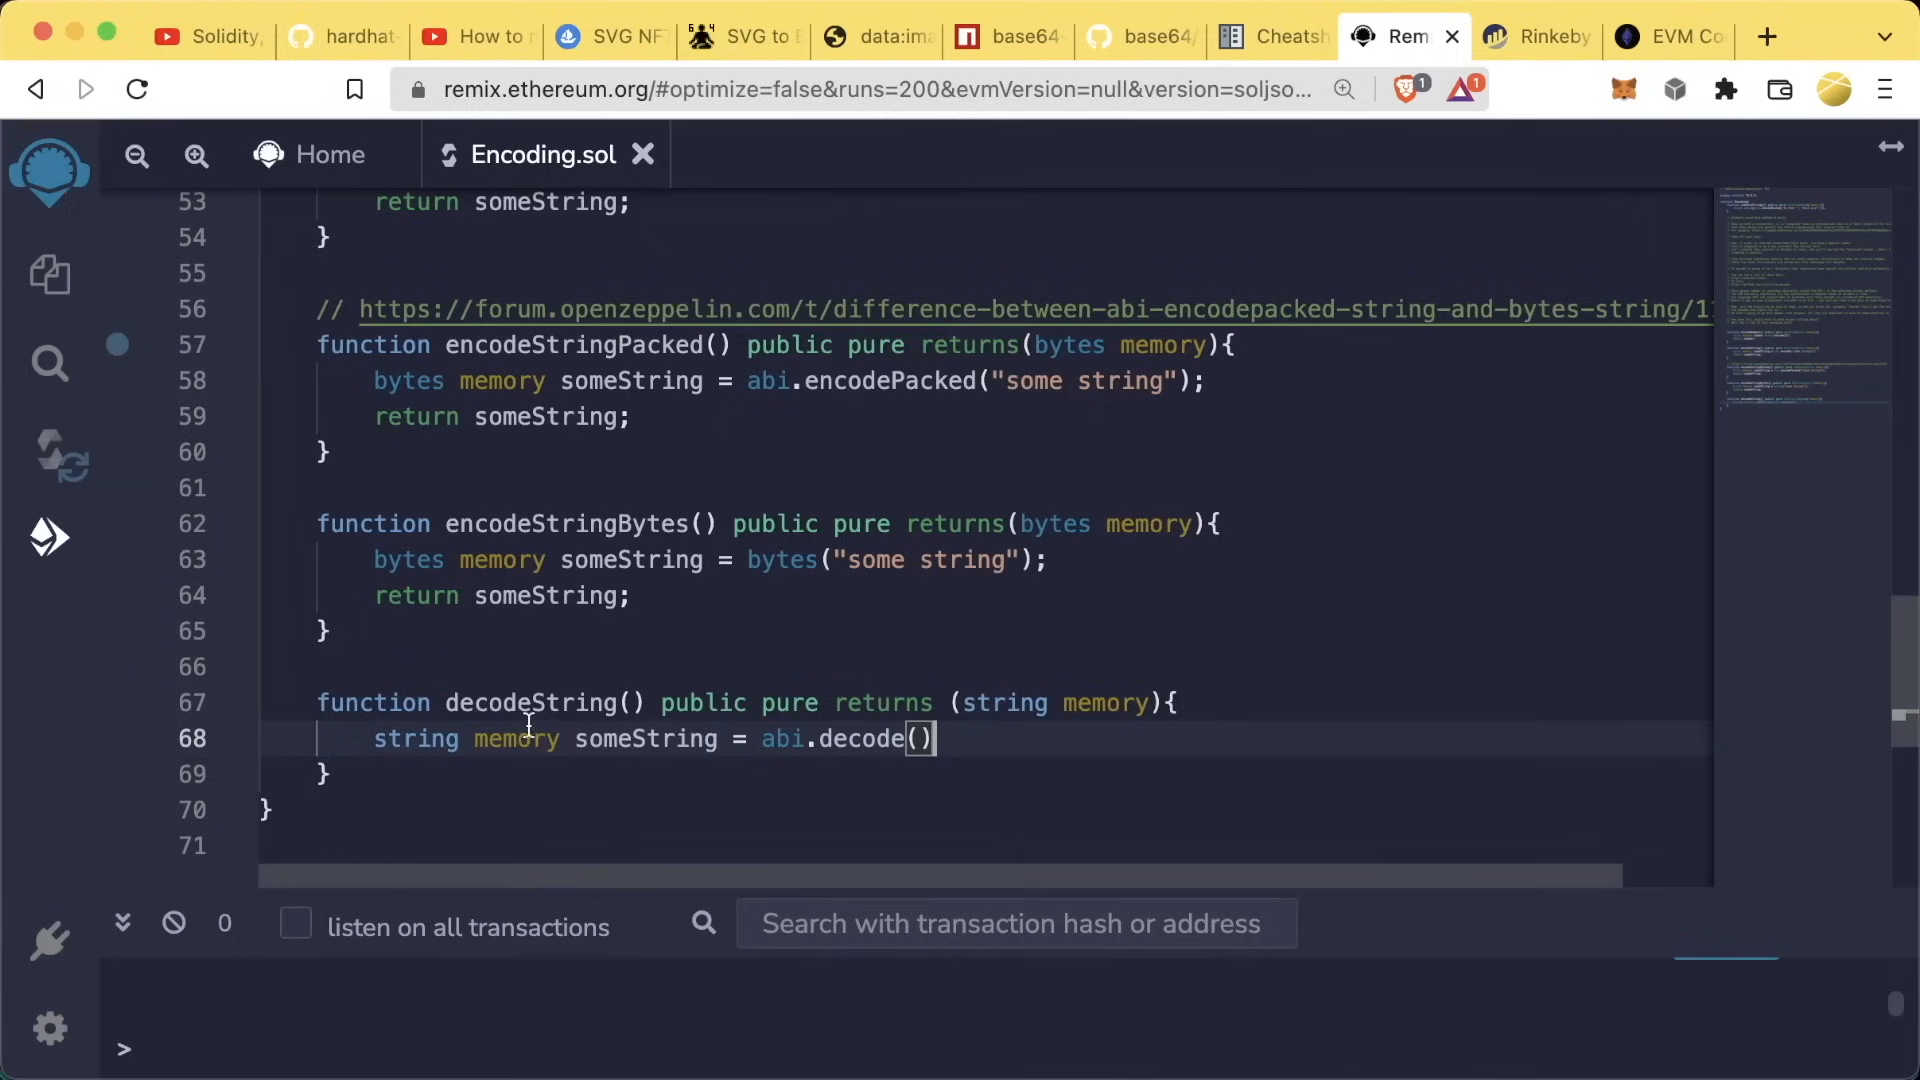 Solidity,
hardhat-
How to
SVG NF
SVG to
data:ima
base64-
base64/
Cheatsh
Rem
Rinkeby
EVM Co
remix.ethereum.org/#optimize=false&runs=200&evmVersion=null&version=soljso...
1
1
Home
Encoding.sol
53 return someString;
54 }
55
56 // https://forum.openzeppelin.com/t/difference-between-abi-encodepacked-string-and-bytes-string/11
57 function encodeStringPacked() public pure returns(bytes memory){
58 bytes memory someString = abi.encodePacked("some string");
59 return someString;
60 }
61
62 function encodeStringBytes() public pure returns(bytes memory){
63 bytes memory someString = bytes("some string");
64 return someString;
65 }
66
67 function decodeString() public pure returns (string memory){
68 string memory someString = abi.decode()
69 }
70 }
71
0
listen on all transactions
Search with transaction hash or address
>